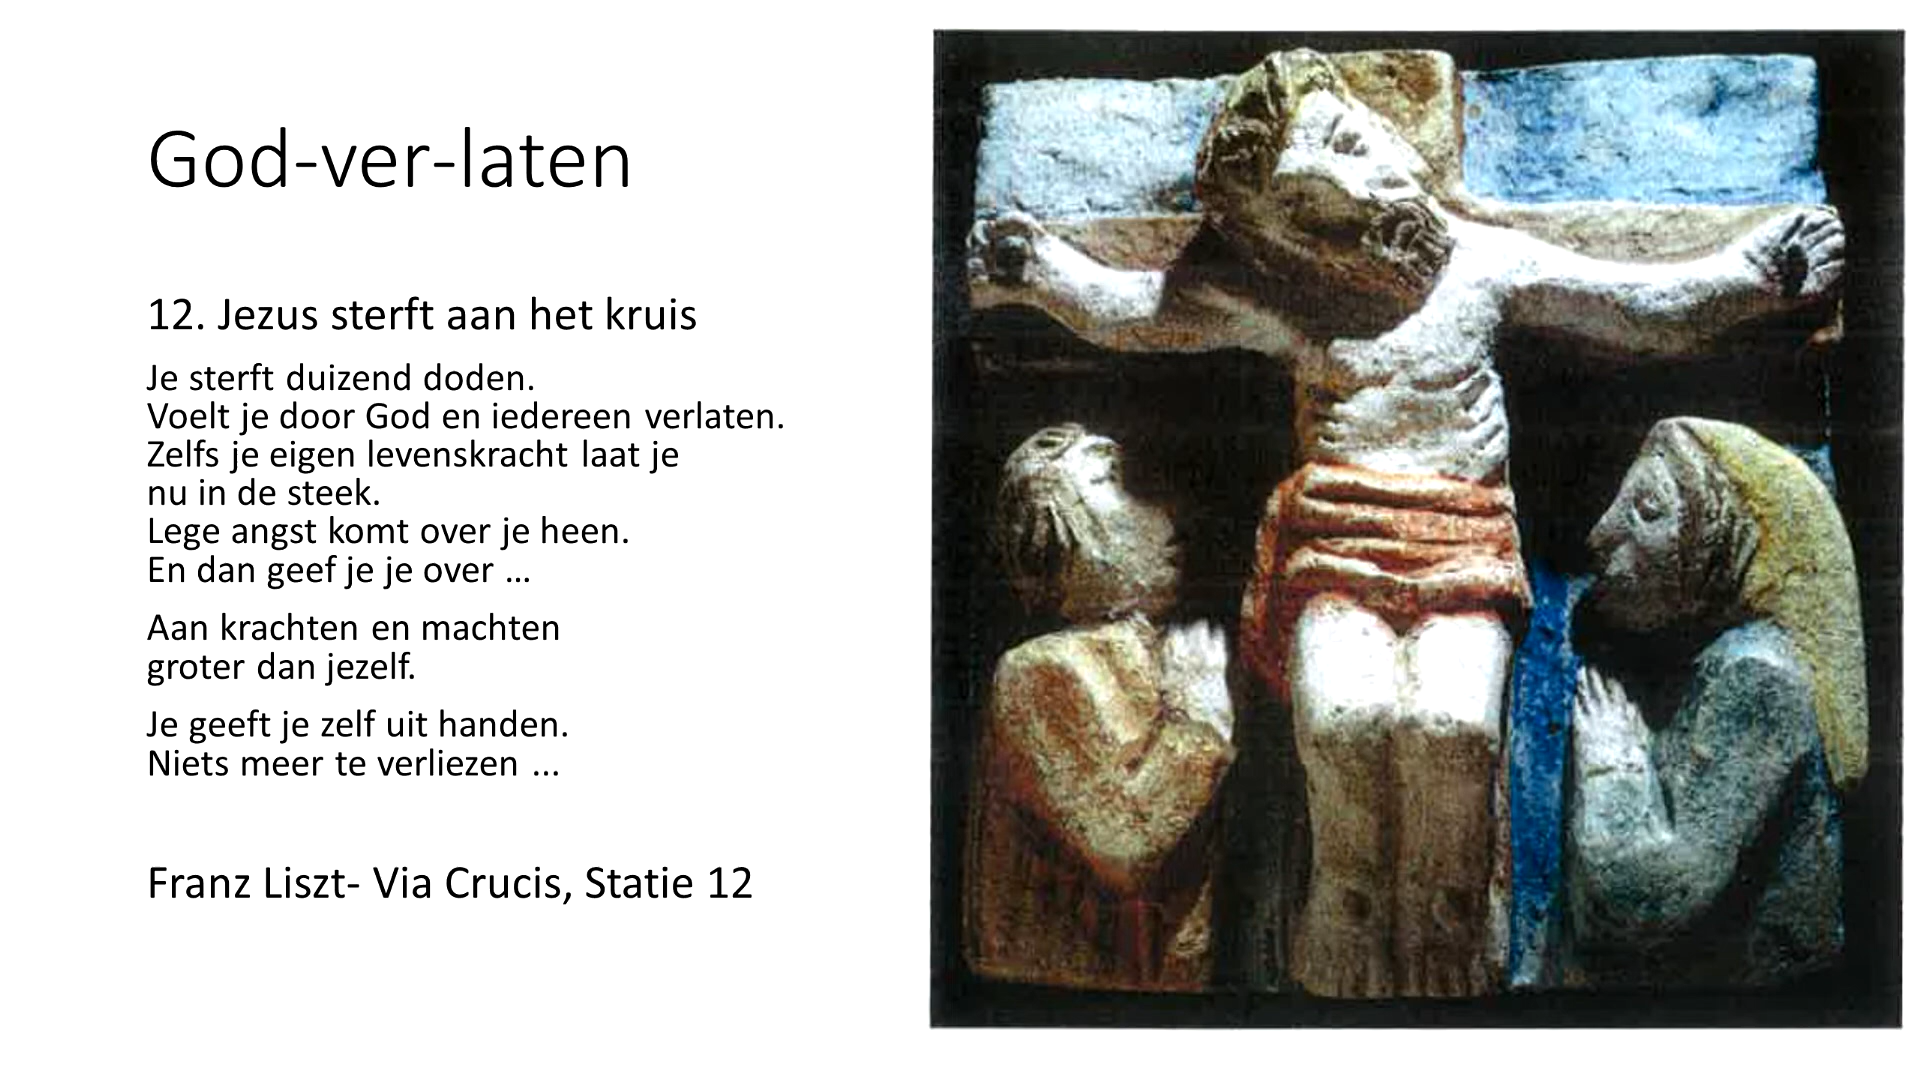 God-ver-laten
12. Jezus sterft aan het kruis
Je sterft duizend doden.
Voelt je door God en iedereen verlaten.
Zelfs je eigen levenskracht laat je
nu in de steek.
Lege angst komt over je heen.
En dan geef je je over …
Aan krachten en machten
groter dan jezelf.
Je geeft je zelf uit handen.
Niets meer te verliezen ...
Franz Liszt- Via Crucis, Statie 12